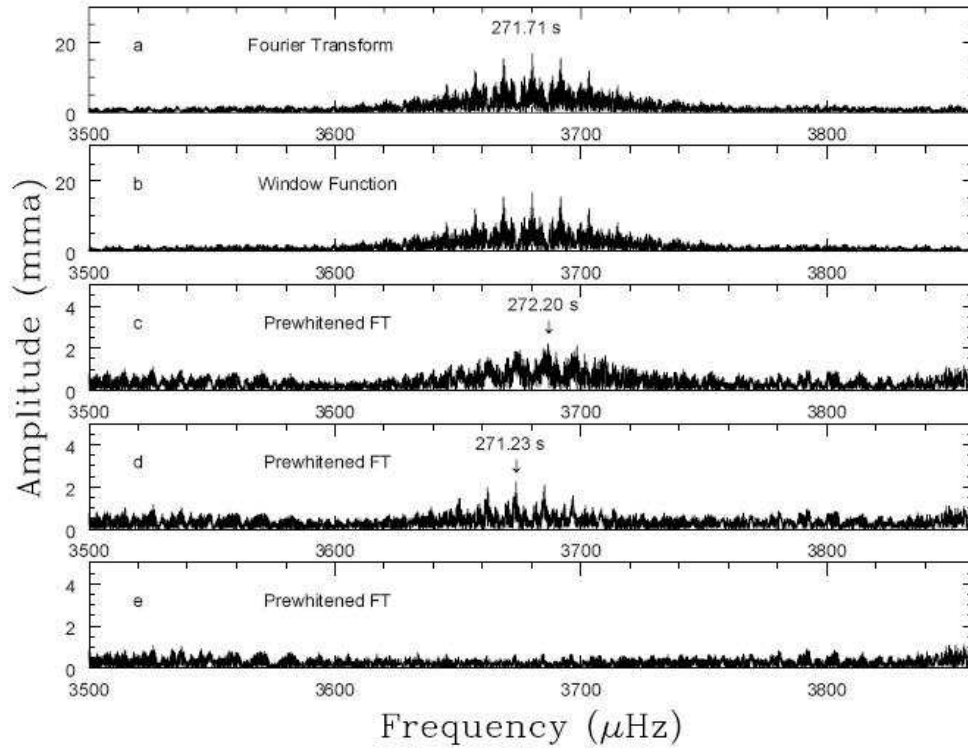 271.71 s
a Fourier Transform
20
0
3500 3600 3700 3800
b Window Function
20
0
3500 3600 3700 3800
272.20 s
c Prewhitened FT
4
2
0
3500 3600 3700 3800
271.23 s
d Prewhitened FT
4
2
0
3500 3600 3700 3800
e Prewhitened FT
4
2
0
3500 3600 3700 3800
Amplitude (mma)
Frequency (μHz)